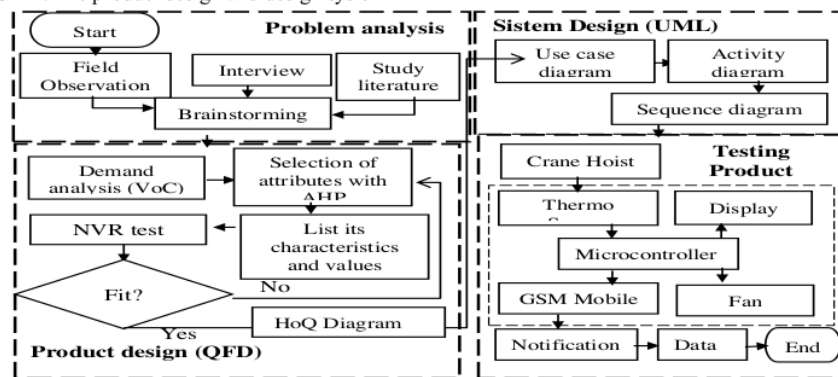 Start
Problem analysis
Field
Observation
Interview
Study
literature
Brainstorming
Sistem Design (UML)
Use case
diagram
Activity
diagram
Sequence diagram
Demand
analysis (VoC)
Selection of
attributes with
AHP
NVR test
List its
characteristics
and values
Fit?
No
Yes
HoQ Diagram
Product design (QFD)
Testing
Product
Crane Hoist
Thermo
Display
Microcontroller
GSM Mobile
Fan
Notification
Data
End